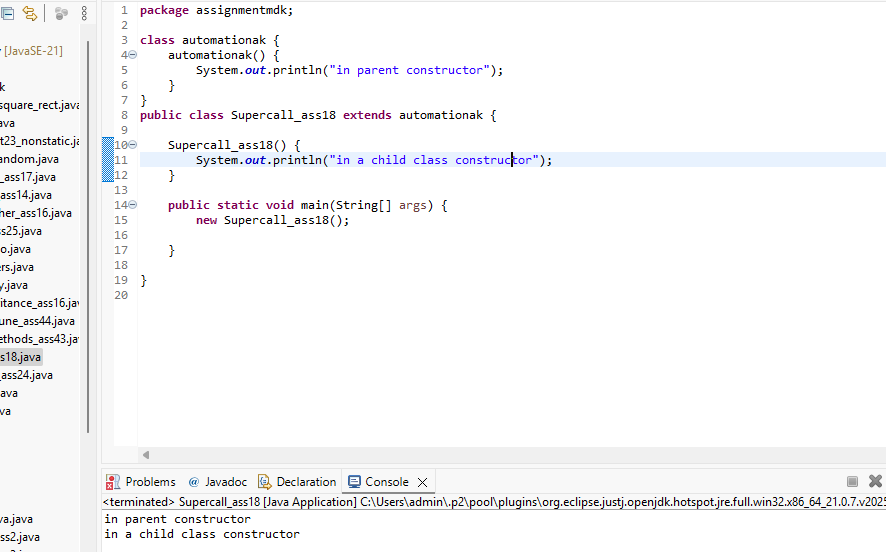 [JavaSE-21]
k
square_rect.java
ava
t23_nonstatic.ja
andom.java
_ass17.java
ass14.java
her_ass16.java
ss25.java
o.java
ers.java
y.java
itance_ass16.jav
une_ass44.java
ethods_ass43.jav
s18.java
_ass24.java
ava
va
va.java
ss2.java
1 package assignmentmdk;
2
3 class automationak {
4 automationak() {
5 System.out.println("in parent constructor");
6 }
7 }
8 public class Supercall_ass18 extends automationak {
9
10 Supercall_ass18() {
11 System.out.println("in a child class constructor");
12 }
13
14 public static void main(String[] args) {
15 new Supercall_ass18();
16
17 }
18
19 }
20
Problems @ Javadoc Declaration Console
<terminated> Supercall_ass18 [Java Application] C:\Users\admin\.p2\pool\plugins\org.eclipse.justj.openjdk.hotspot.jre.full.win32.x86_64_21.0.7.v2025
in parent constructor
in a child class constructor